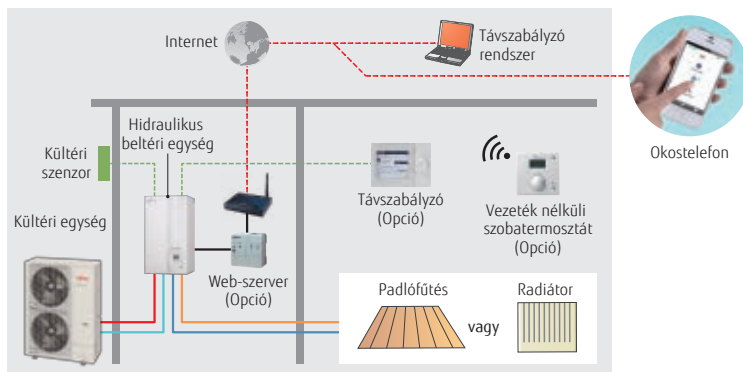 Internet
Távszabályzó
rendszer
Okostelefon
Hidraulikus
beltéri egység
Kültéri
szenzor
Kültéri egység
Távszabályzó
(Opció)
Vezeték nélküli
szobatermosztát
(Opció)
Web-szerver
(Opció)
Padlófűtés
vagy
Radiátor